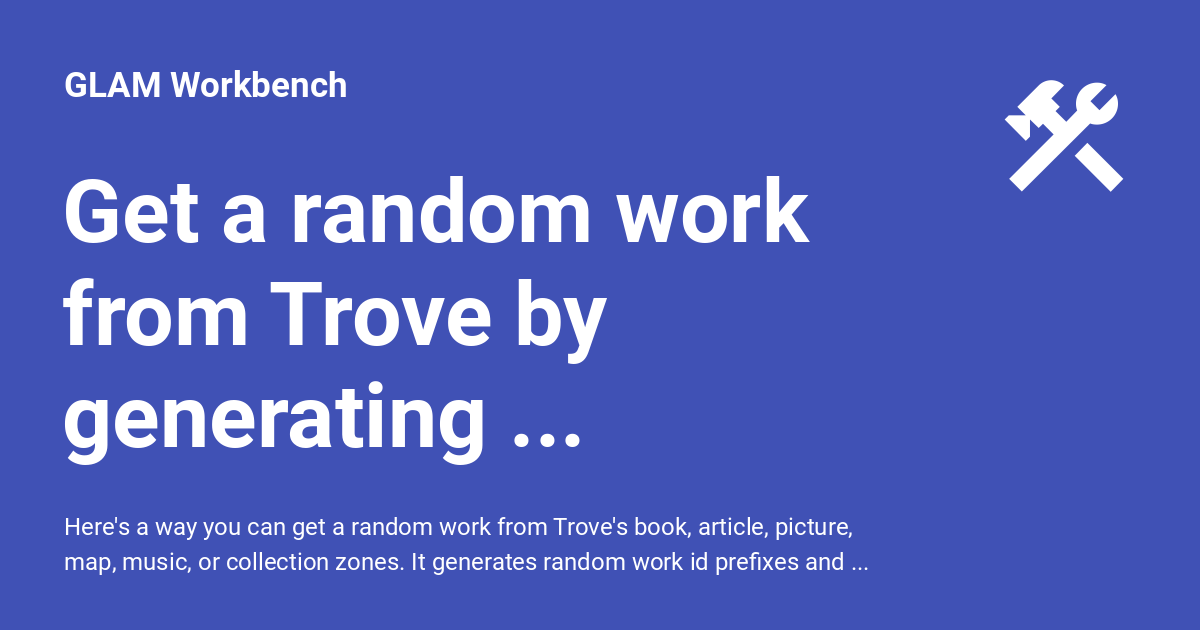 GLAM Workbench
Get a random work
from Trove by
generating ...
Here's a way you can get a random work from Trove's book, article, picture,
map, music, or collection zones. It generates random work id prefixes and ...